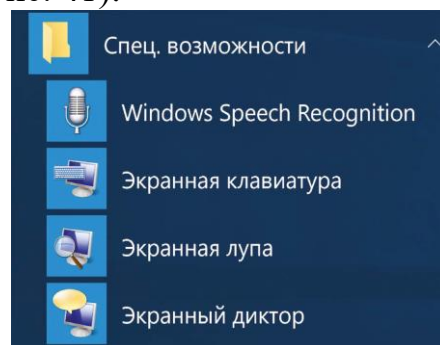 Спец. возможности
Windows Speech Recognition
Экранная клавиатура
Экранная лупа
Экранный диктор